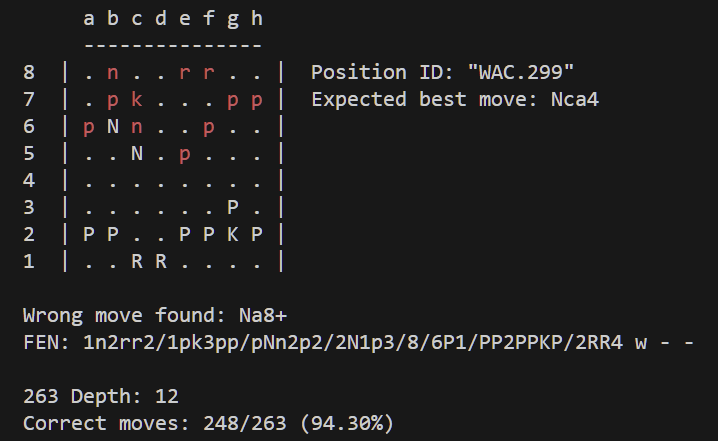 a b c d e f g h
---------------
8 | . n . . r r . . | Position ID: "WAC.299"
7 | . p k . . . p p | Expected best move: Nca4
6 | p N n . . p . . |
5 | . . N . p . . . |
4 | . . . . . . . . |
3 | . . . . . . P . |
2 | P P . . P P K P |
1 | . . R R . . . . |
Wrong move found: Na8+
FEN: 1n2rr2/1pk3pp/pNn2p2/2N1p3/8/6P1/PP2PPKP/2RR4 w - -
263 Depth: 12
Correct moves: 248/263 (94.30%)